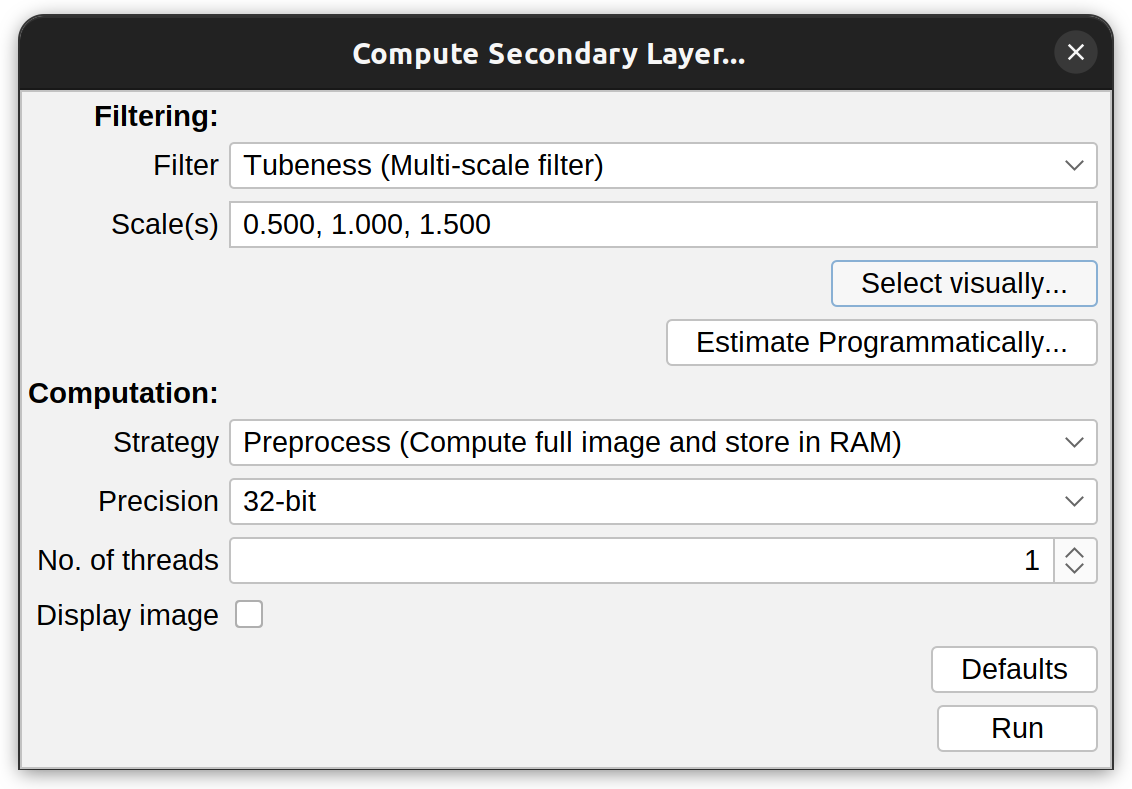 Compute Secondary Layer...
Filtering:
Filter Tubeness (Multi-scale filter)
Scale(s) 0.500, 1.000, 1.500
Select visually...
Estimate Programmatically...
Computation:
Strategy Preprocess (Compute full image and store in RAM)
Precision 32-bit
No. of threads 1
Display image
Defaults
Run